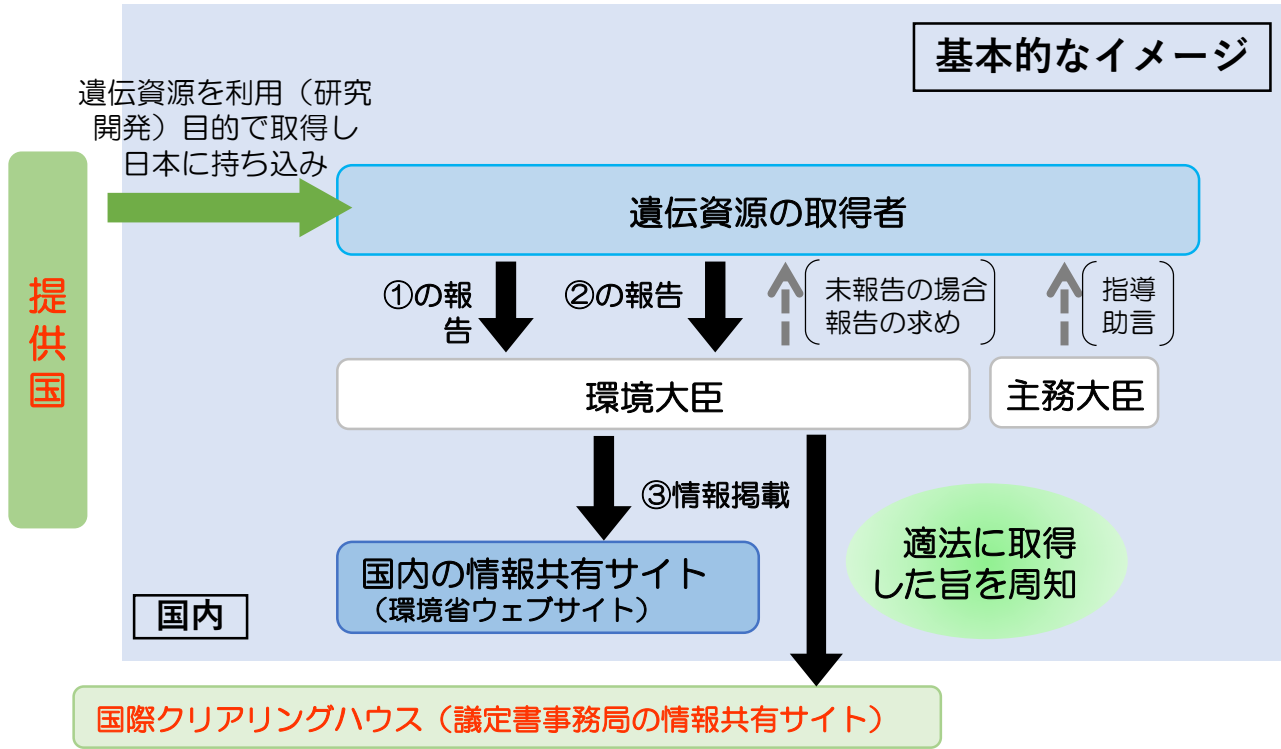 基本的なイメージ
遺伝資源を利用（研究
開発）目的で取得し
日本に持ち込み
提供国
遺伝資源の取得者
①の報
告
②の報告
未報告の場合
報告の求め
指導
助言
環境大臣
主務大臣
③情報掲載
適法に取得
した旨を周知
国内の情報共有サイト
（環境省ウェブサイト）
国内
国際クリアリングハウス（議定書事務局の情報共有サイト）